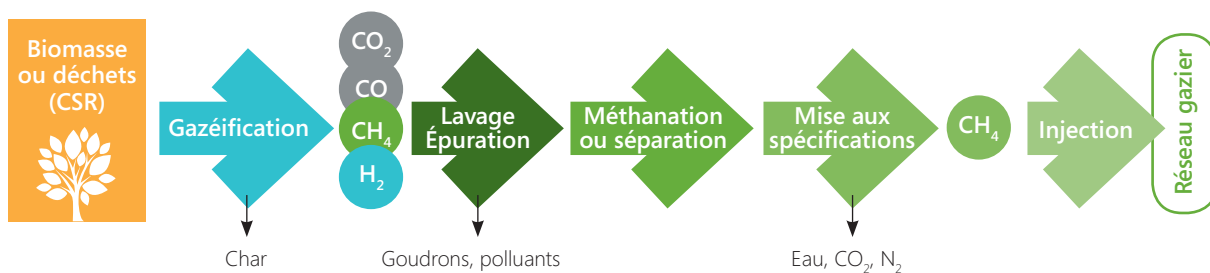 Biomasse
ou déchets
(CSR)
Gazéification
CO₂
CO
CH₄
H₂
Lavage
Épuration
Méthanation
ou séparation
Mise aux
spécifications
CH₄
Injection
Réseau gazier
Char
Goudrons, polluants
Eau, CO₂, N₂